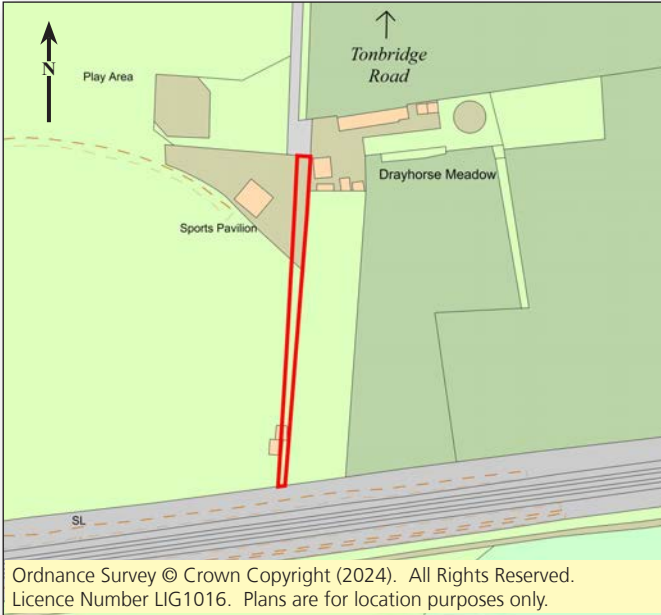 Tonbridge
Road
N
Play Area
Drayhorse Meadow
Sports Pavilion
SL
Ordnance Survey © Crown Copyright (2024). All Rights Reserved.
Licence Number LIG1016. Plans are for location purposes only.